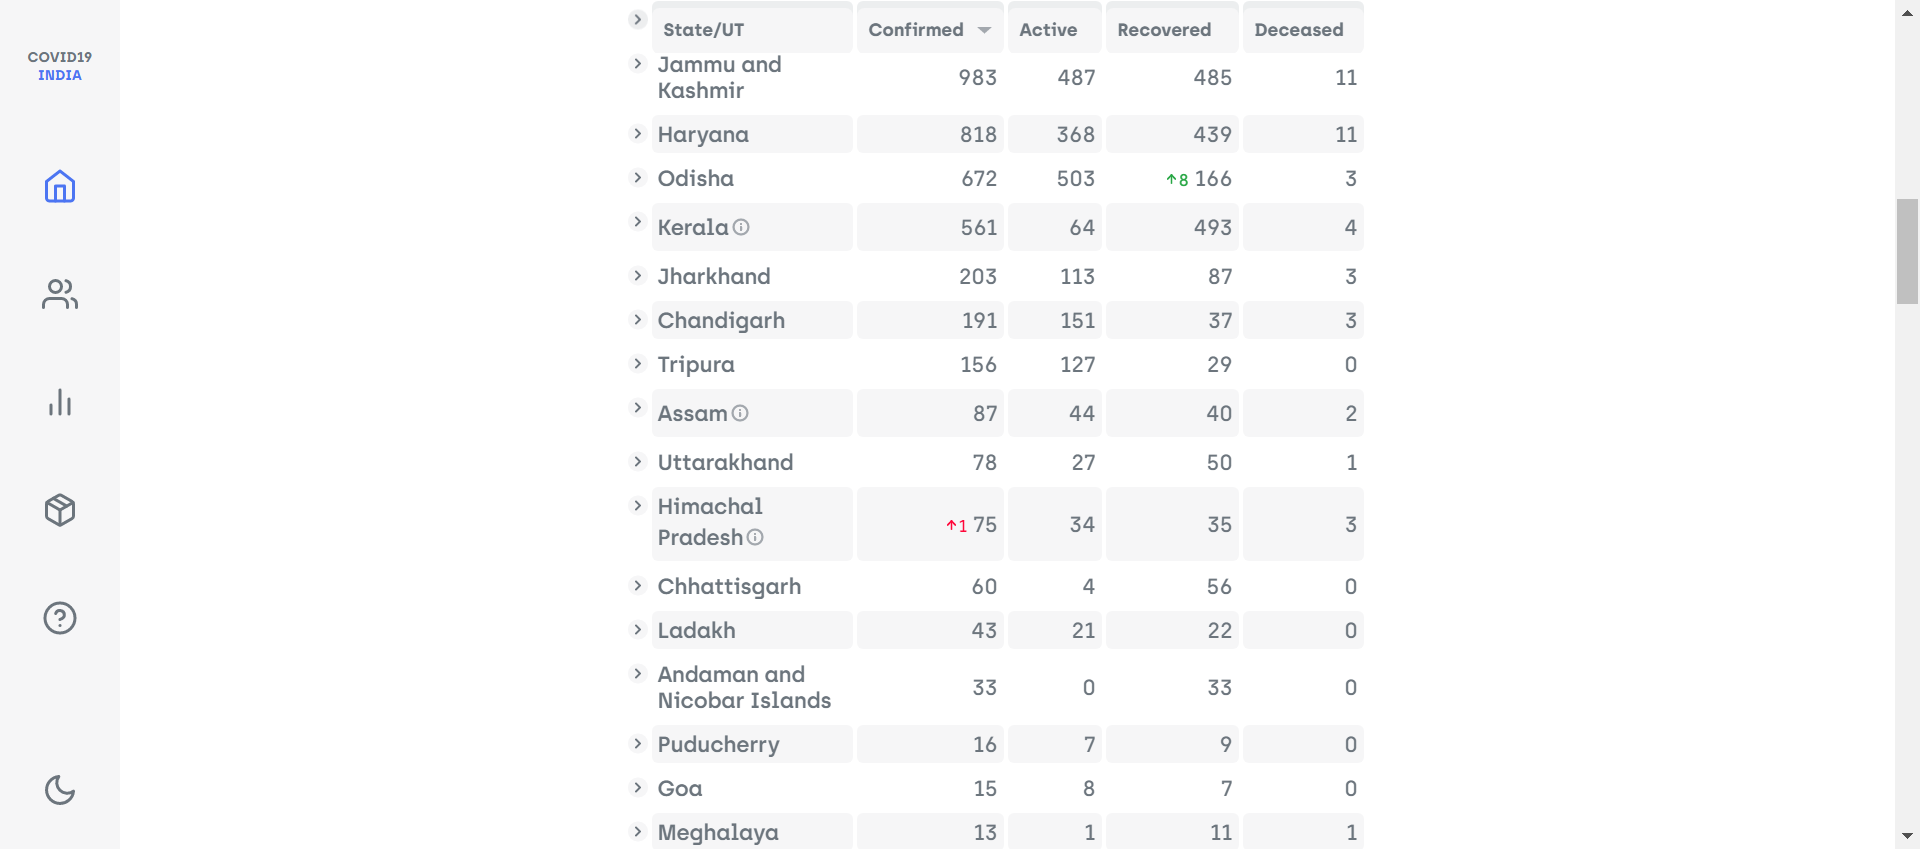 COVID19
INDIA
State/UT Confirmed Active Recovered Deceased
Jammu and
Kashmir 983 487 485 11
Haryana 818 368 439 11
Odisha 672 503 ↑8 166 3
Kerala 561 64 493 4
Jharkhand 203 113 87 3
Chandigarh 191 151 37 3
Tripura 156 127 29 0
Assam 87 44 40 2
Uttarakhand 78 27 50 1
Himachal
Pradesh ↑1 75 34 35 3
Chhattisgarh 60 4 56 0
Ladakh 43 21 22 0
Andaman and
Nicobar Islands 33 0 33 0
Puducherry 16 7 9 0
Goa 15 8 7 0
Meghalaya 13 1 11 1